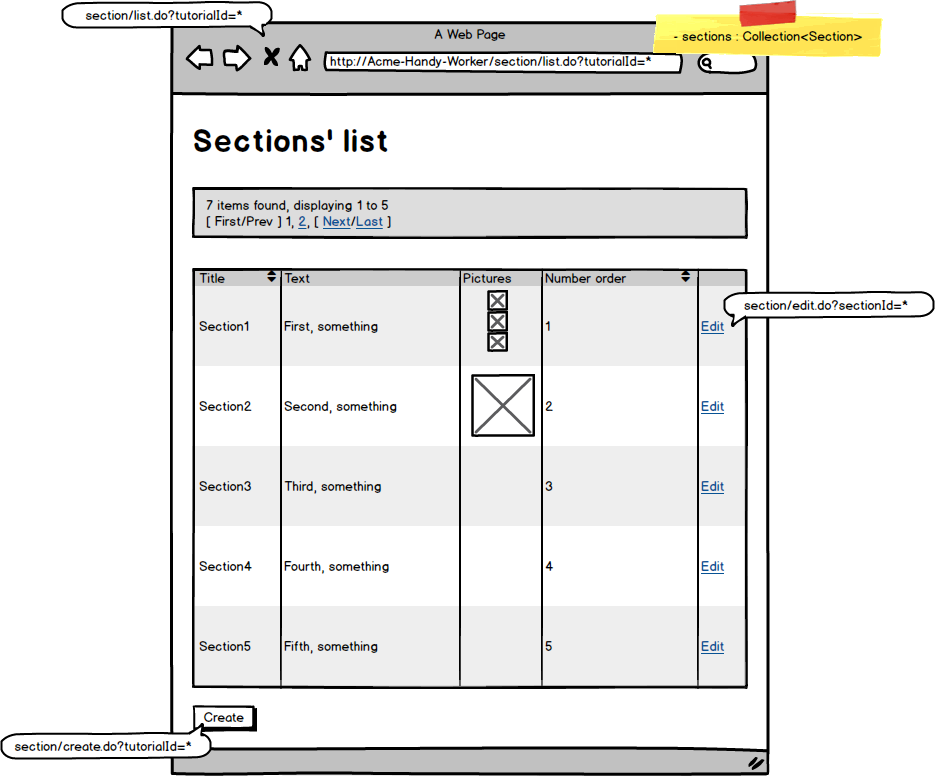 section/list.do?tutorialId=*
A Web Page
- sections : Collection<Section>
http://Acme-Handy-Worker/section/list.do?tutorialId=*
Sections' list
7 items found, displaying 1 to 5
[ First/Prev ] 1, 2, [ Next/Last ]
Title Text Pictures Number order
section/edit.do?sectionId=*
Section1 First, something 1 Edit
Section2 Second, something 2 Edit
Section3 Third, something 3 Edit
Section4 Fourth, something 4 Edit
Section5 Fifth, something 5 Edit
Create
section/create.do?tutorialId=*